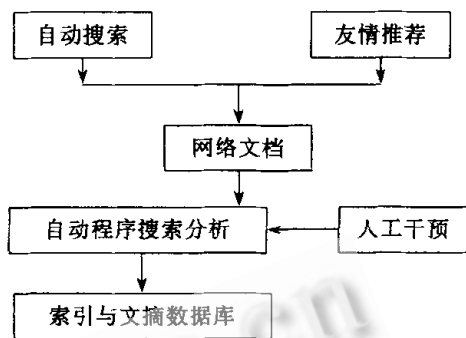 自动搜索
友情推荐
网络文档
自动程序搜索分析
人工干预
索引与文摘数据库